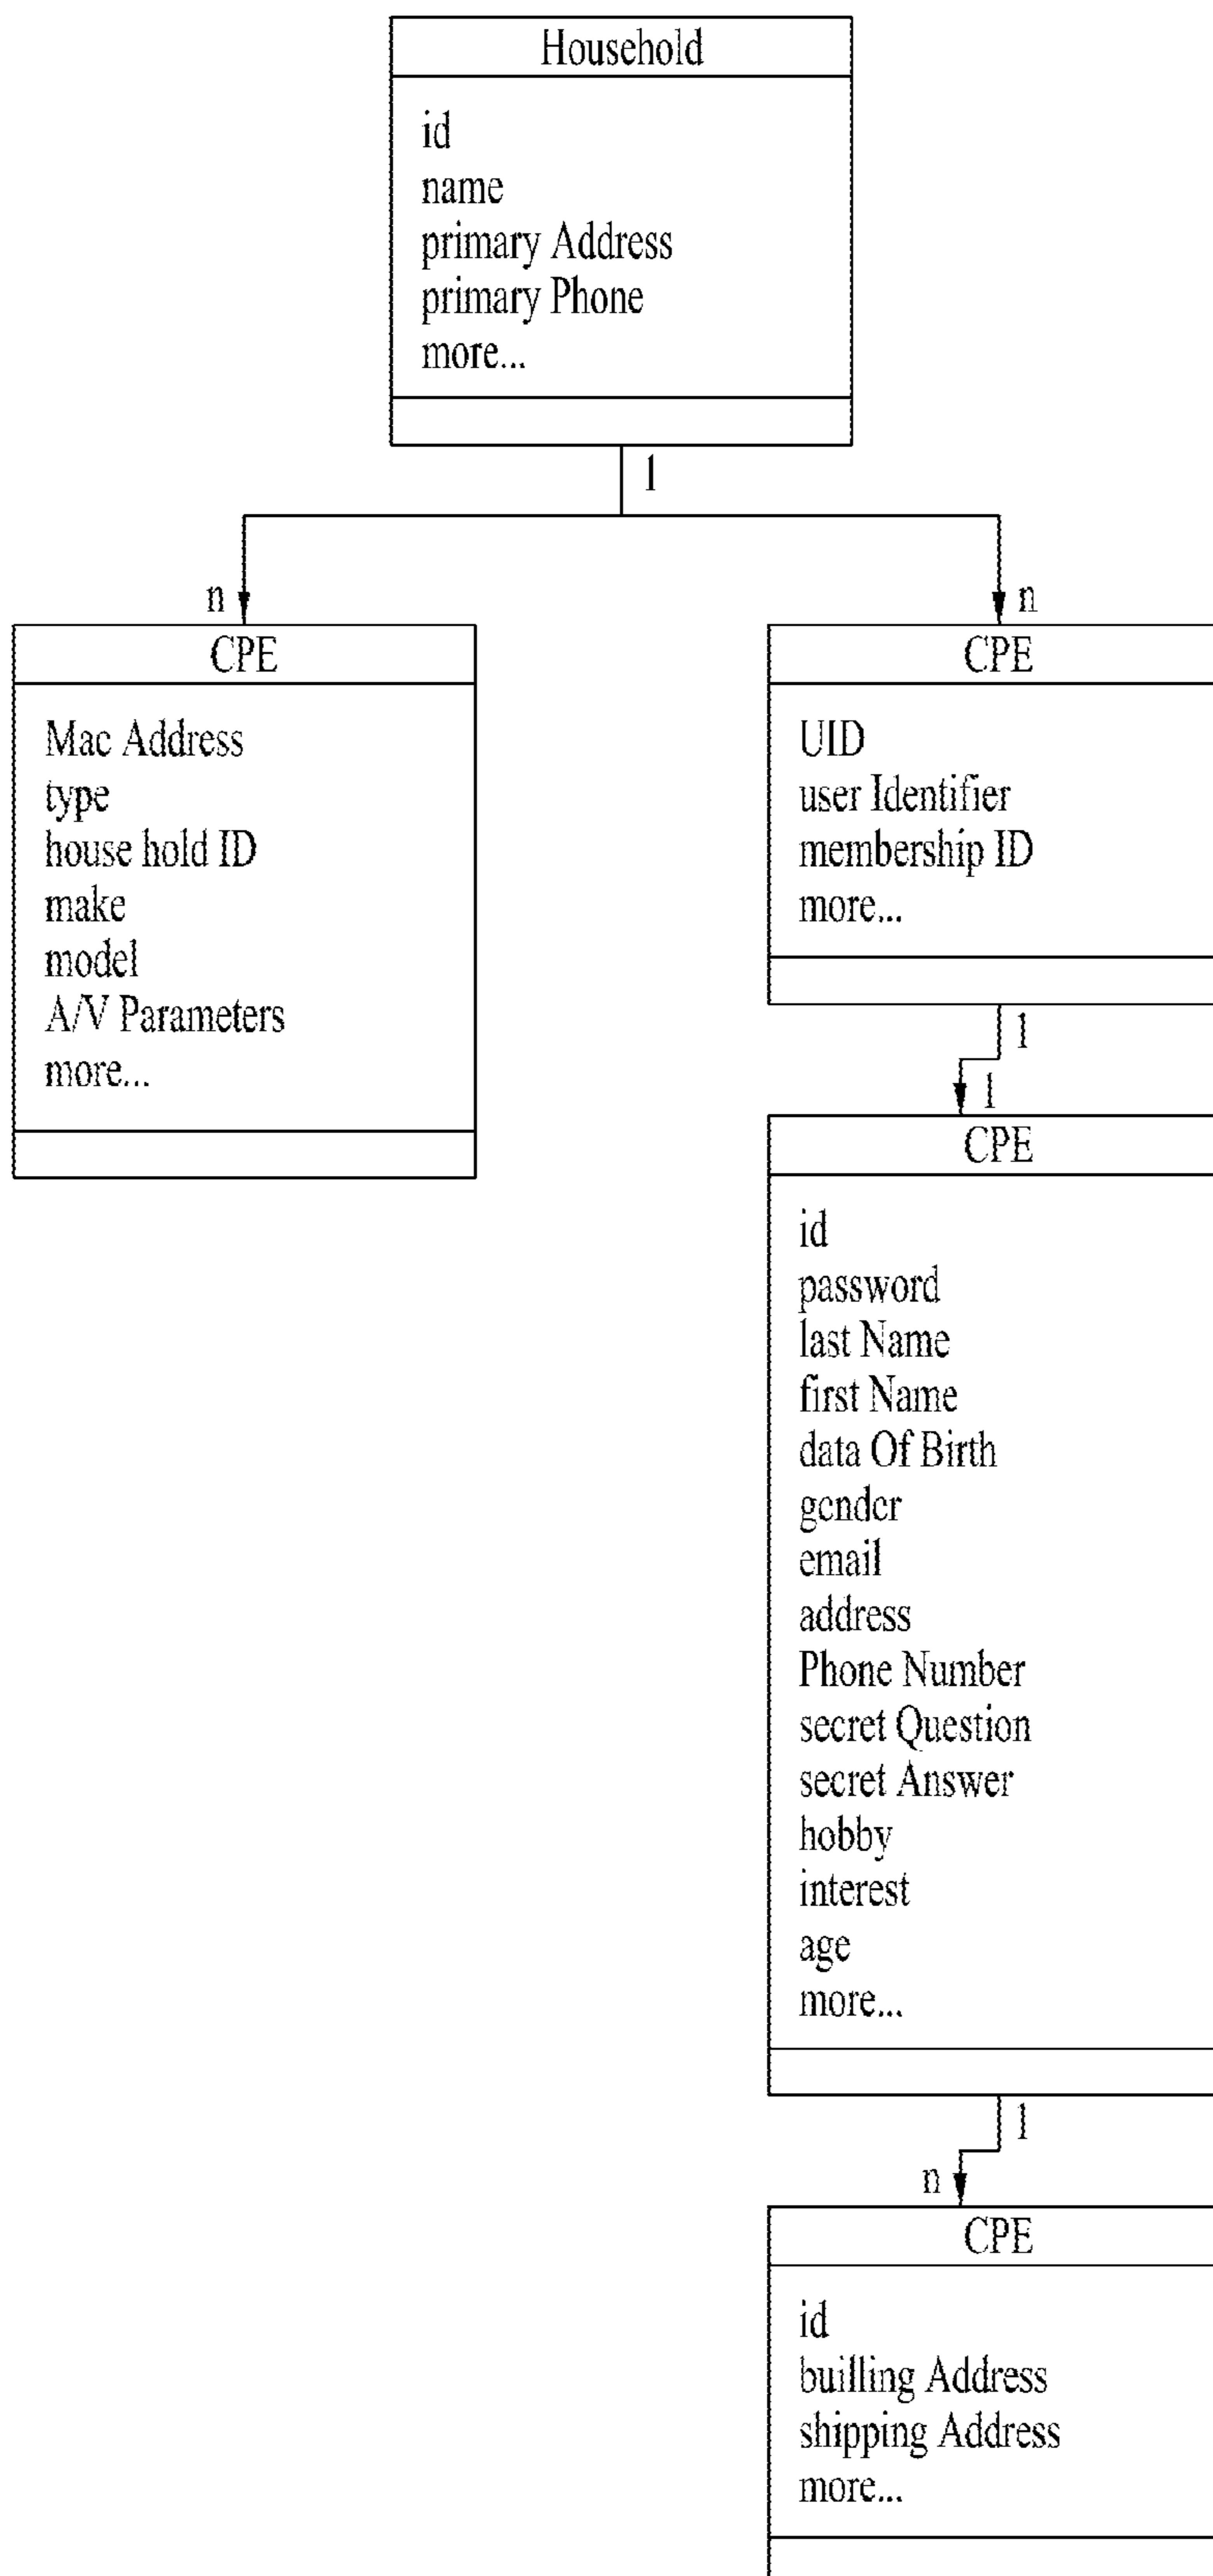 Household
id
name
primary Address
primary Phone
more...
1
n
n
CPE
Mac Address
type
house hold ID
make
model
A/V Parameters
more...
CPE
UID
user Identifier
membership ID
more...
1
1
CPE
id
password
last Name
first Name
data Of Birth
gender
email
address
Phone Number
secret Question
secret Answer
hobby
interest
age
more...
1
n
CPE
id
builling Address
shipping Address
more...